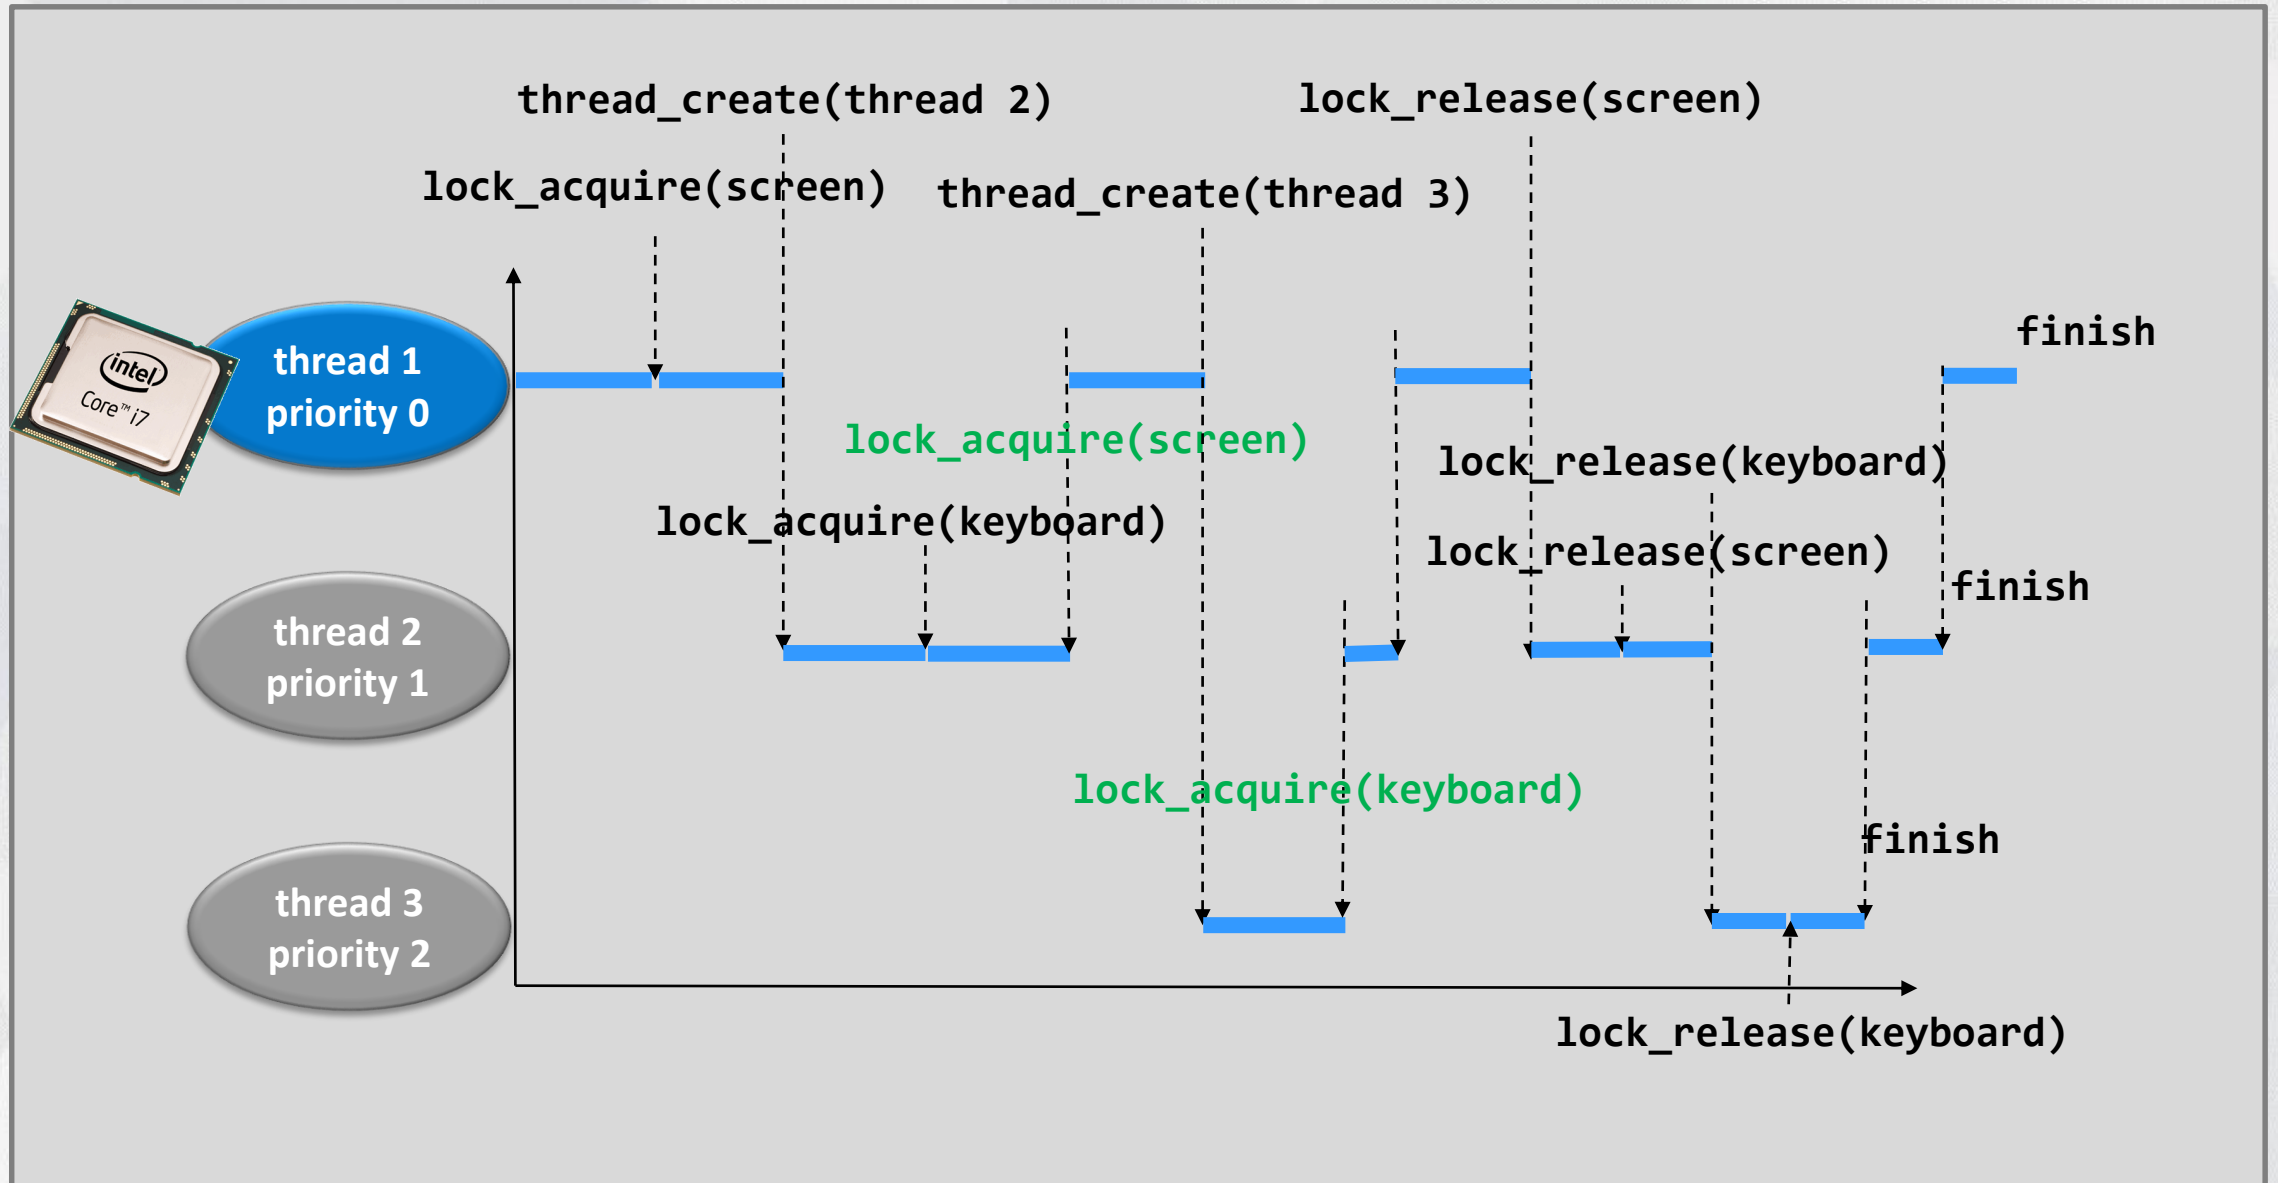 thread_create(thread 2)
lock_release(screen)
lock_acquire(screen)
thread_create(thread 3)
finish
intel
Core™ i7
thread 1
priority 0
lock_acquire(screen)
lock_release(keyboard)
lock_acquire(keyboard)
lock_release(screen)
finish
thread 2
priority 1
lock_acquire(keyboard)
finish
thread 3
priority 2
lock_release(keyboard)